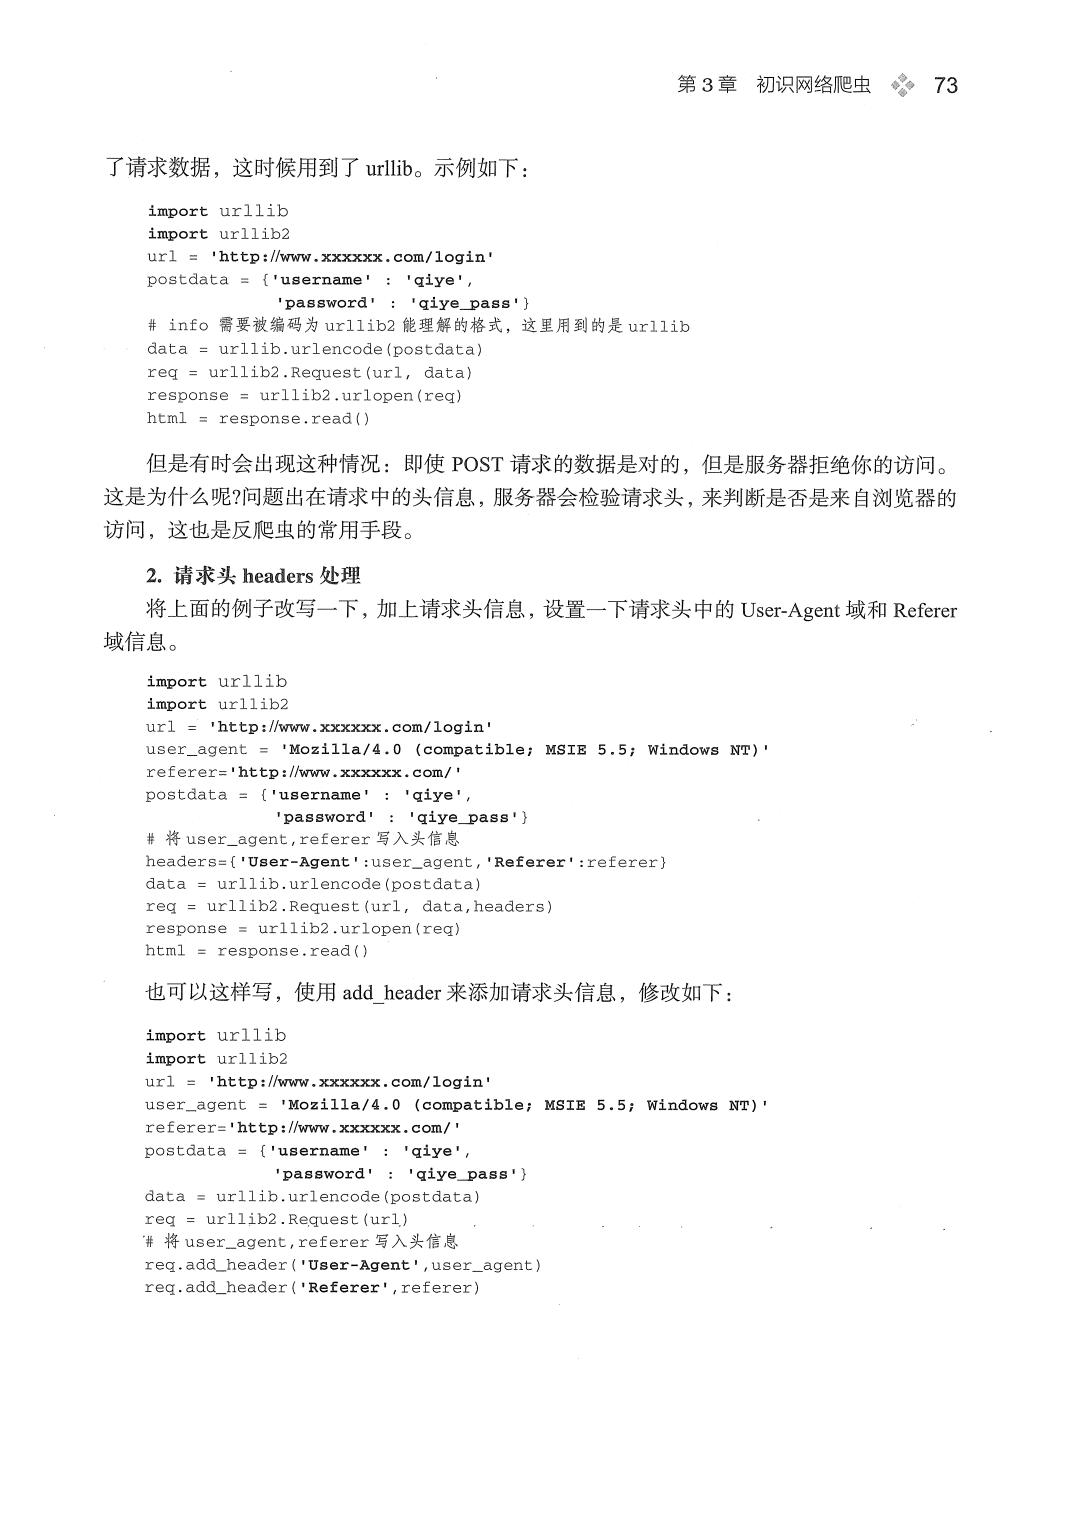 第 3 章 初识网络爬虫 73
了请求数据，这时候用到了 urllib。示例如下：
import urllib
import urllib2
url = 'http://www.xxxxxx.com/login'
postdata = {'username' : 'qiye',
'password' : 'qiye_pass'}
# info 需要被编码为 urllib2 能理解的格式，这里用到的是 urllib
data = urllib.urlencode(postdata)
req = urllib2.Request(url, data)
response = urllib2.urlopen(req)
html = response.read()
但是有时会出现这种情况：即使 POST 请求的数据是对的，但是服务器拒绝你的访问。
这是为什么呢?问题出在请求中的头信息，服务器会检验请求头，来判断是否是来自浏览器的
访问，这也是反爬虫的常用手段。
2. 请求头 headers 处理
将上面的例子改写一下，加上请求头信息，设置一下请求头中的 User-Agent 域和 Referer
域信息。
import urllib
import urllib2
url = 'http://www.xxxxxx.com/login'
user_agent = 'Mozilla/4.0 (compatible; MSIE 5.5; Windows NT)'
referer='http://www.xxxxxx.com/'
postdata = {'username' : 'qiye',
'password' : 'qiye_pass'}
# 将 user_agent,referer 写入头信息
headers={'User-Agent':user_agent,'Referer':referer}
data = urllib.urlencode(postdata)
req = urllib2.Request(url, data,headers)
response = urllib2.urlopen(req)
html = response.read()
也可以这样写，使用 add_header 来添加请求头信息，修改如下：
import urllib
import urllib2
url = 'http://www.xxxxxx.com/login'
user_agent = 'Mozilla/4.0 (compatible; MSIE 5.5; Windows NT)'
referer='http://www.xxxxxx.com/'
postdata = {'username' : 'qiye',
'password' : 'qiye_pass'}
data = urllib.urlencode(postdata)
req = urllib2.Request(url)
# 将 user_agent,referer 写入头信息
req.add_header('User-Agent',user_agent)
req.add_header('Referer',referer)